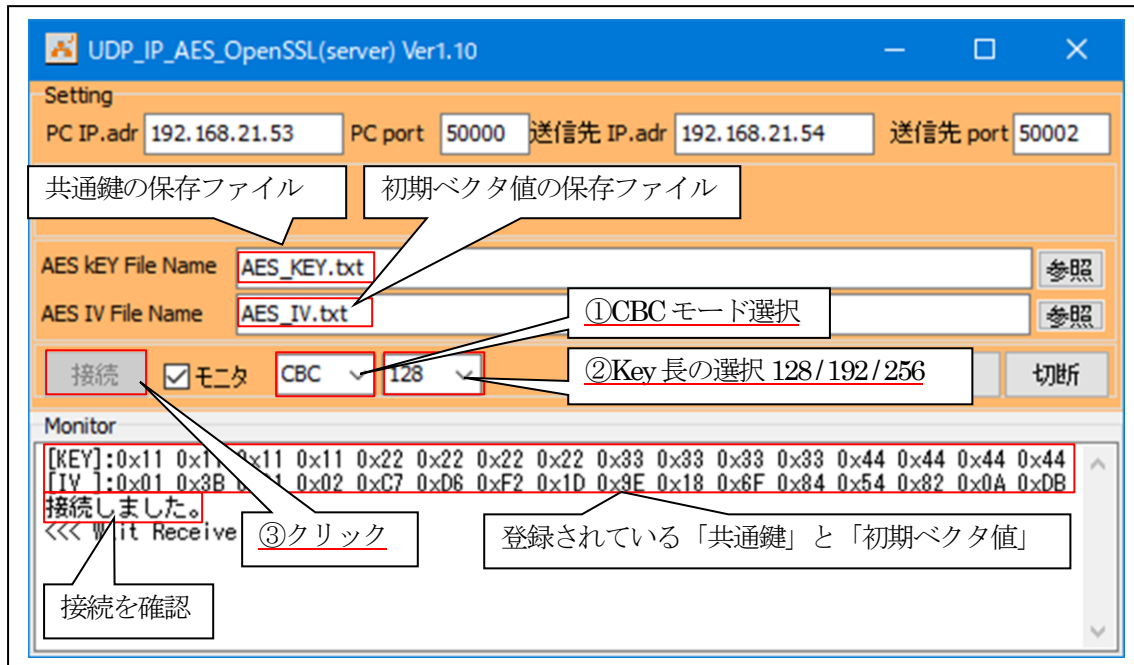 UDP_IP_AES_OpenSSL(server) Ver1.10
Setting
PC IP.adr 192.168.21.53 PC port 50000 送信先 IP.adr 192.168.21.54 送信先 port 50002
共通鍵の保存ファイル 初期ベクタ値の保存ファイル
AES kEY File Name AES_KEY.txt 参照
AES IV File Name AES_IV.txt 参照
①CBC モード選択
接続 モニタ CBC 128 切断
②Key 長の選択 128/192/256
Monitor
[KEY]:0x11 0x11 0x11 0x11 0x22 0x22 0x22 0x22 0x33 0x33 0x33 0x33 0x44 0x44 0x44 0x44
[IV ]:0x01 0x3B 0x02 0xC7 0xD6 0xF2 0x1D 0x9E 0x18 0x6F 0x84 0x54 0x82 0x0A 0xDB
接続しました。
<<< Wait Receive
③クリック
登録されている「共通鍵」と「初期ベクタ値」
接続を確認